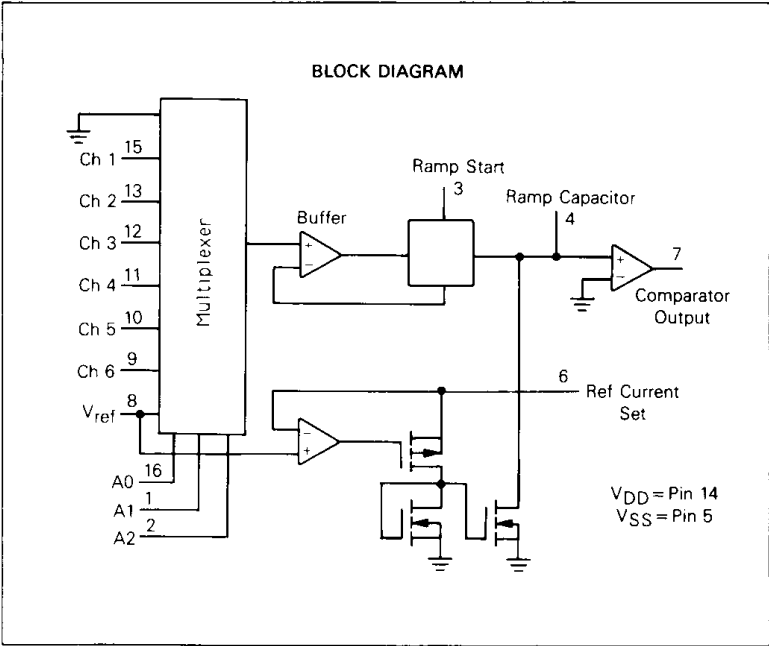 BLOCK DIAGRAM
Ch 1 15
Ch 2 13
Ch 3 12
Ch 4 11
Ch 5 10
Ch 6 9
Vref 8
A0 16
A1 1
A2 2
Multiplexer
Buffer
+
−
Ramp Start
3
Ramp Capacitor
4
+
−
7
Comparator
Output
−
+
6 Ref Current
Set
VDD = Pin 14
VSS = Pin 5